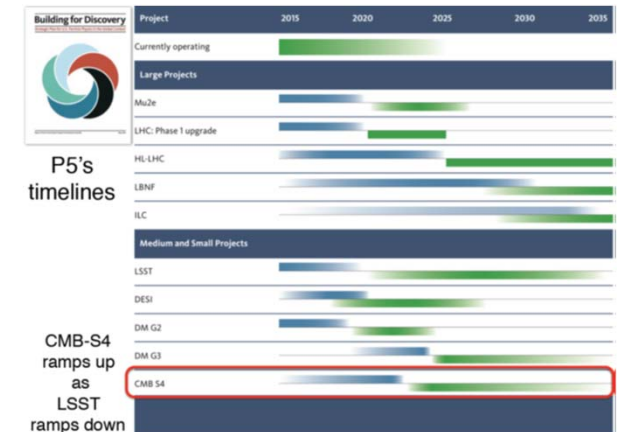 Building for Discovery
Project 2015 2020 2025 2030 2035
Currently operating
Large Projects
Mu2e
LHC: Phase 1 upgrade
HL-LHC
LBNF
ILC
P5's
timelines
Medium and Small Projects
LSST
DESI
DM G2
DM G3
CMB S4
CMB-S4
ramps up
as
LSST
ramps down